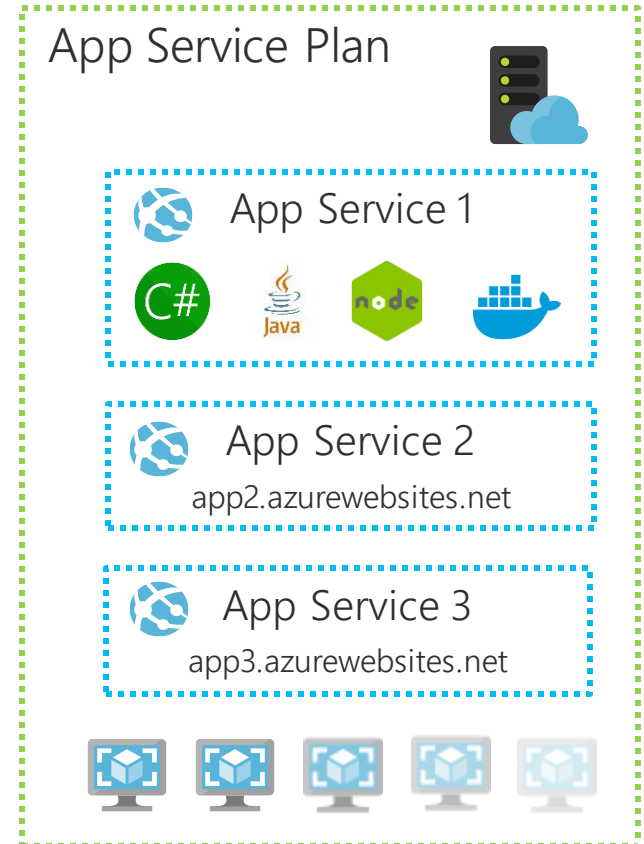 App Service Plan
App Service 1
C#
Java
node
App Service 2
app2.azurewebsites.net
App Service 3
app3.azurewebsites.net